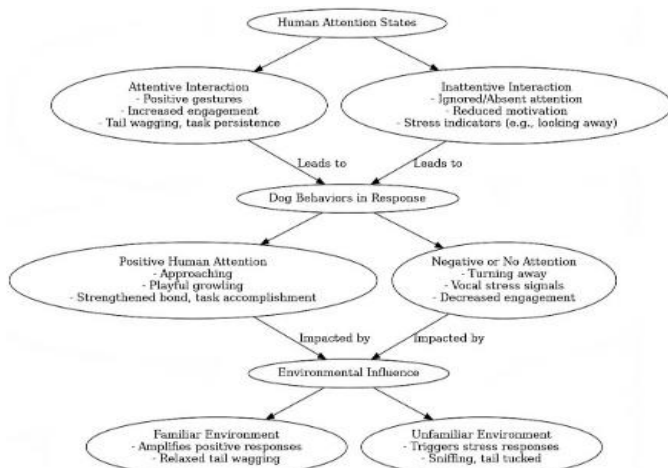 Human Attention States
Attentive Interaction
- Positive gestures
- Increased engagement
- Tail wagging, task persistence
Inattentive Interaction
- Ignored/Absent attention
- Reduced motivation
- Stress indicators (e.g., looking away)
Leads to
Leads to
Dog Behaviors in Response
Positive Human Attention
- Approaching
- Playful growling
- Strengthened bond, task accomplishment
Negative or No Attention
- Turning away
- Vocal stress signals
- Decreased engagement
Impacted by
Impacted by
Environmental Influence
Familiar Environment
- Amplifies positive responses
- Relaxed tail wagging
Unfamiliar Environment
- Triggers stress responses
- Sniffing, tail tucked